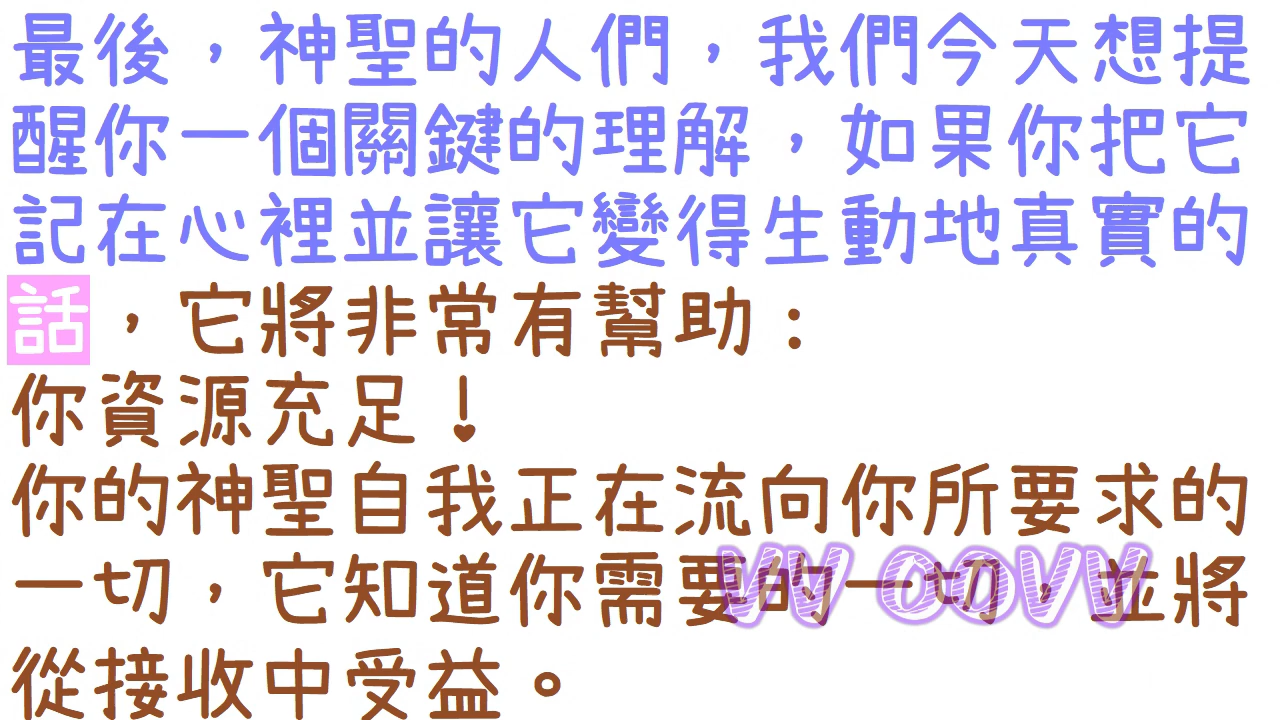 最後，神聖的人們，我們今天想提
醒你一個關鍵的理解，如果你把它
記在心裡並讓它變得生動地真實的
話，它將非常有幫助：
你資源充足！
你的神聖自我正在流向你所要求的
一切，它知道你需要的一切，並將
從接收中受益。
VV OOVV